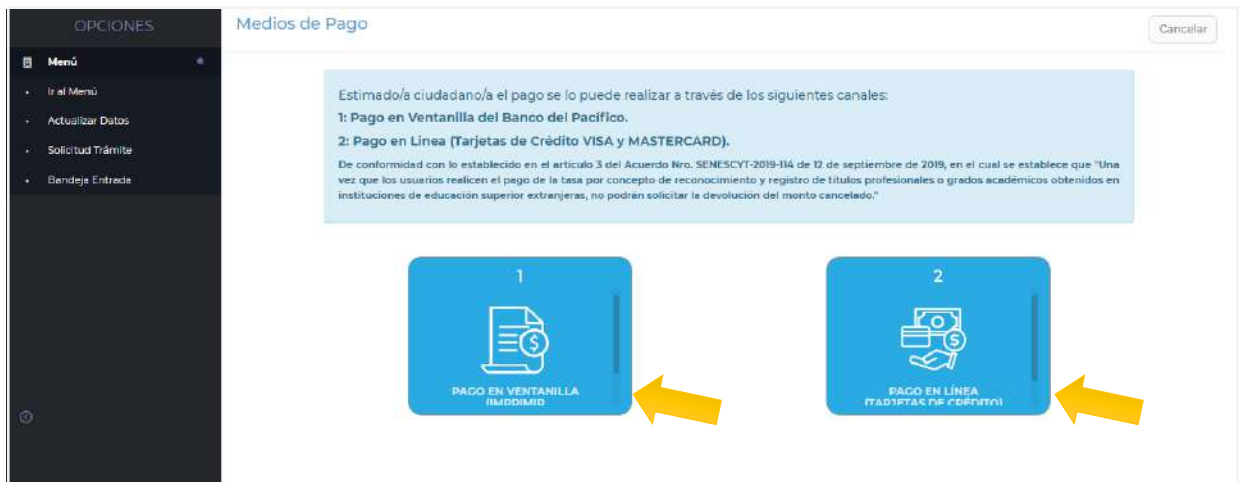 OPCIONES
Menú
Ir al Menú
Actualizar Datos
Solicitud Trámite
Bandeja Entrada
Medios de Pago
Cancelar
Estimado/a ciudadano/a el pago se lo puede realizar a través de los siguientes canales:
1: Pago en Ventanilla del Banco del Pacífico.
2: Pago en Linea (Tarjetas de Crédito VISA y MASTERCARD).
De conformidad con lo establecido en el artículo 3 del Acuerdo Nro. SENESCYT-2019-114 de 12 de septiembre de 2019, en el cual se establece que "Una
vez que los usuarios realicen el pago de la tasa por concepto de reconocimiento y registro de títulos profesionales o grados académicos obtenidos en
instituciones de educación superior extranjeras, no podrán solicitar la devolución del monto cancelado."
1
PAGO EN VENTANILLA
(IMPRIMIR
2
PAGO EN LÍNEA
(TARJETAS DE CRÉDITO)